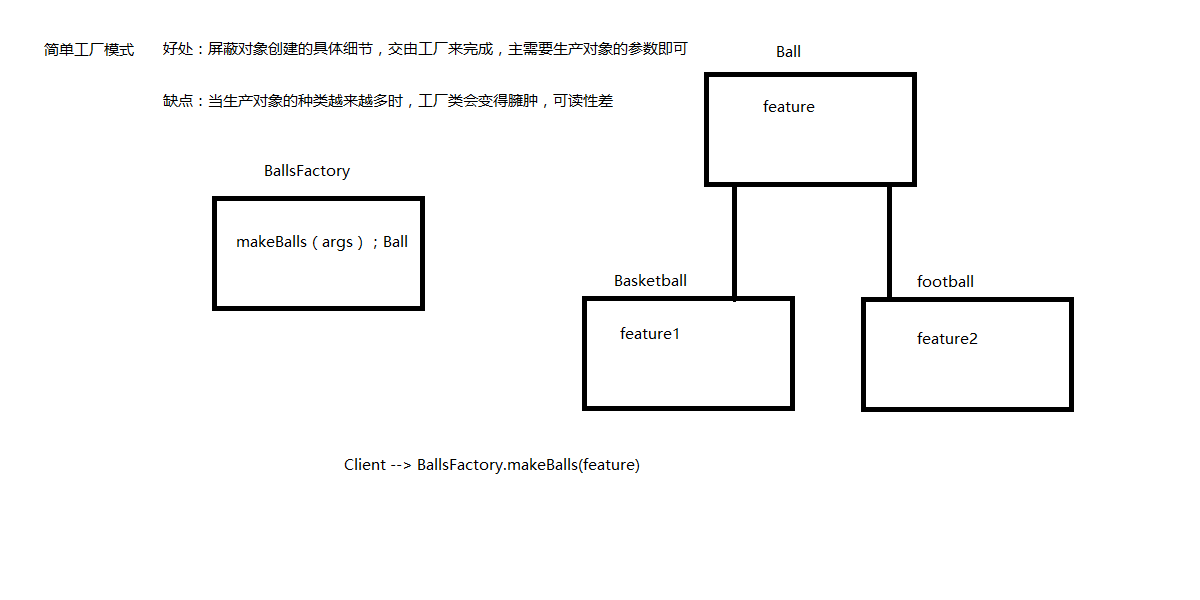 简单工厂模式 好处：屏蔽对象创建的具体细节，交由工厂来完成，主需要生产对象的参数即可
Ball
feature
缺点：当生产对象的种类越来越多时，工厂类会变得臃肿，可读性差
BallsFactory
makeBalls（args）；Ball
Basketball
football
feature1
feature2
Client --> BallsFactory.makeBalls(feature)